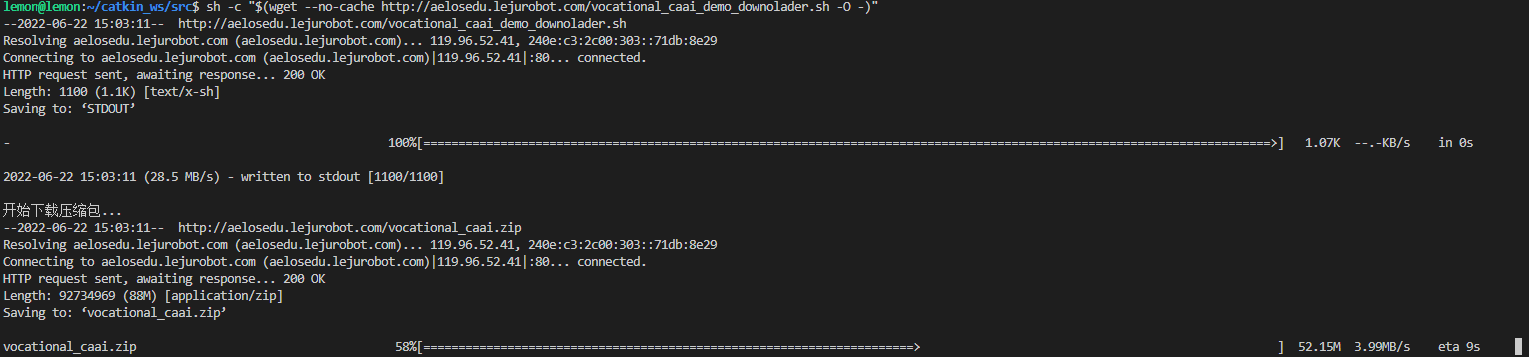 lemon@lemon:~/catkin_ws/src$ sh -c "$(wget --no-cache http://aelosedu.lejurobot.com/vocational_caai_demo_downolader.sh -O -)"
--2022-06-22 15:03:11--  http://aelosedu.lejurobot.com/vocational_caai_demo_downolader.sh
Resolving aelosedu.lejurobot.com (aelosedu.lejurobot.com)... 119.96.52.41, 240e:c3:2c00:303::71db:8e29
Connecting to aelosedu.lejurobot.com (aelosedu.lejurobot.com)|119.96.52.41|:80... connected.
HTTP request sent, awaiting response... 200 OK
Length: 1100 (1.1K) [text/x-sh]
Saving to: ‘STDOUT’
- 100%[=========================================================================================================================>] 1.07K --.-KB/s in 0s
2022-06-22 15:03:11 (28.5 MB/s) - written to stdout [1100/1100]
开始下载压缩包...
--2022-06-22 15:03:11--  http://aelosedu.lejurobot.com/vocational_caai.zip
Resolving aelosedu.lejurobot.com (aelosedu.lejurobot.com)... 119.96.52.41, 240e:c3:2c00:303::71db:8e29
Connecting to aelosedu.lejurobot.com (aelosedu.lejurobot.com)|119.96.52.41|:80... connected.
HTTP request sent, awaiting response... 200 OK
Length: 92734969 (88M) [application/zip]
Saving to: ‘vocational_caai.zip’
vocational_caai.zip 58%[======================================================================> ] 52.15M 3.99MB/s eta 9s